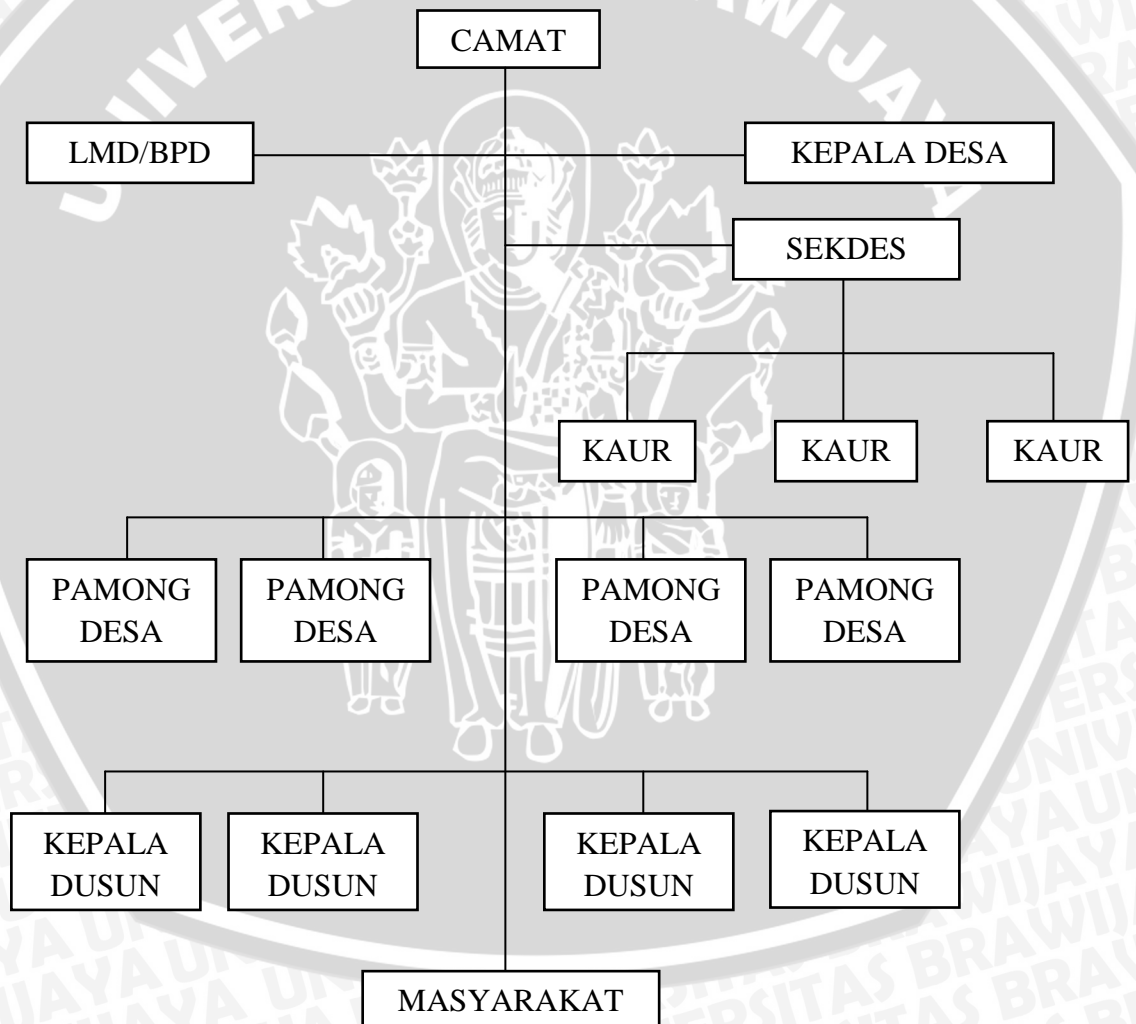 CAMAT
LMD/BPD
KEPALA DESA
SEKDES
KAUR
KAUR
KAUR
PAMONG
DESA
PAMONG
DESA
PAMONG
DESA
PAMONG
DESA
KEPALA
DUSUN
KEPALA
DUSUN
KEPALA
DUSUN
KEPALA
DUSUN
MASYARAKAT